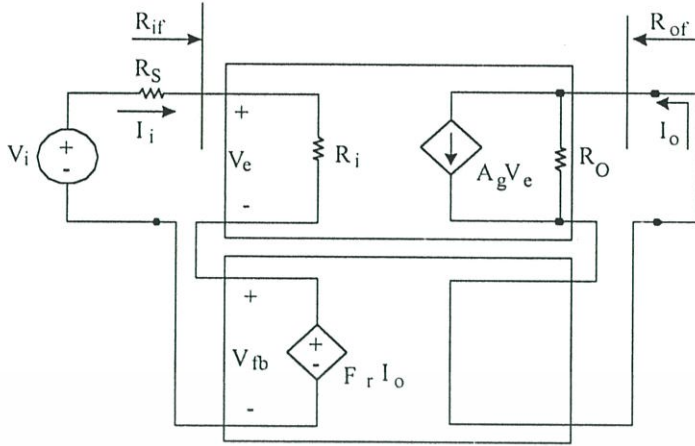 R_if
R_of
R_S
I_i
I_o
+
V_i
+
-
V_e
R_i
A_gV_e
R_O
-
+
V_fb
+
-
F_r I_o
-